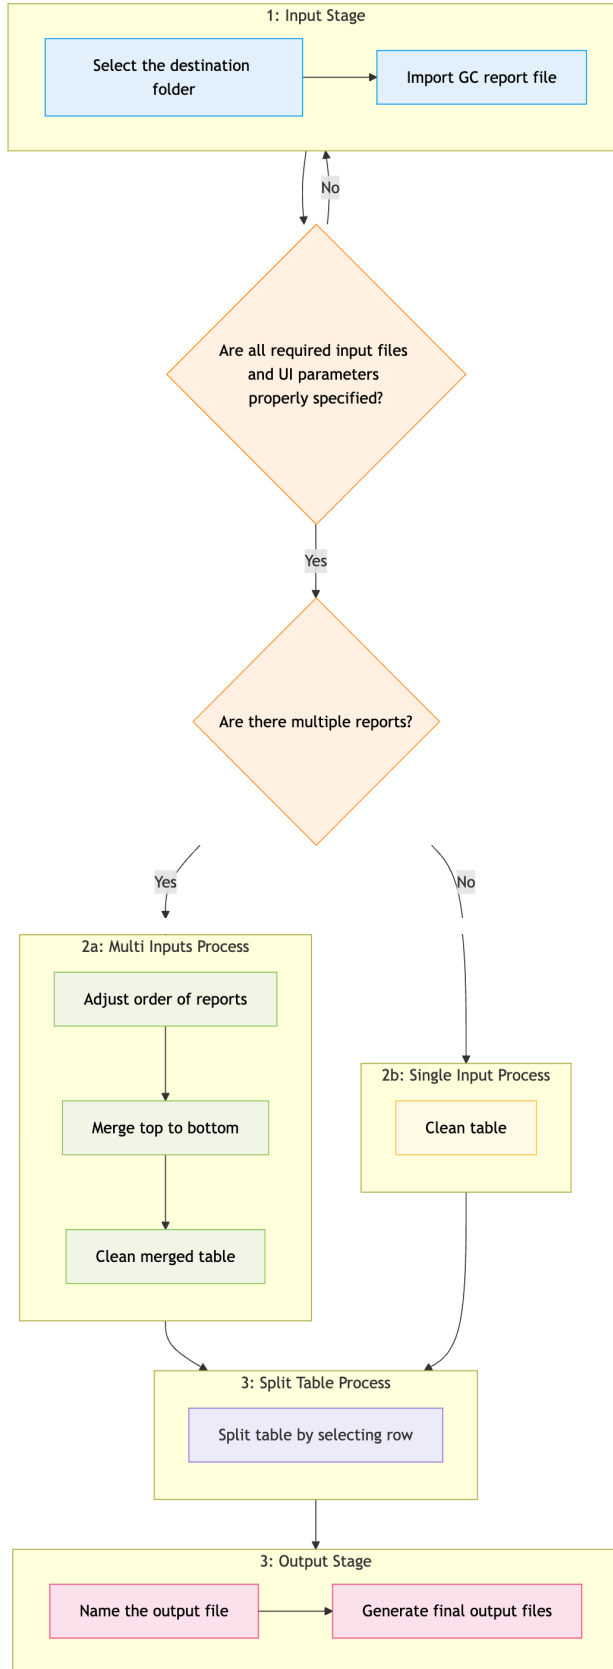 1: Input Stage
Select the destination
folder
Import GC report file
No
Are all required input files
and UI parameters
properly specified?
Yes
Are there multiple reports?
Yes
No
2a: Multi Inputs Process
Adjust order of reports
Merge top to bottom
Clean merged table
2b: Single Input Process
Clean table
3: Split Table Process
Split table by selecting row
3: Output Stage
Name the output file
Generate final output files